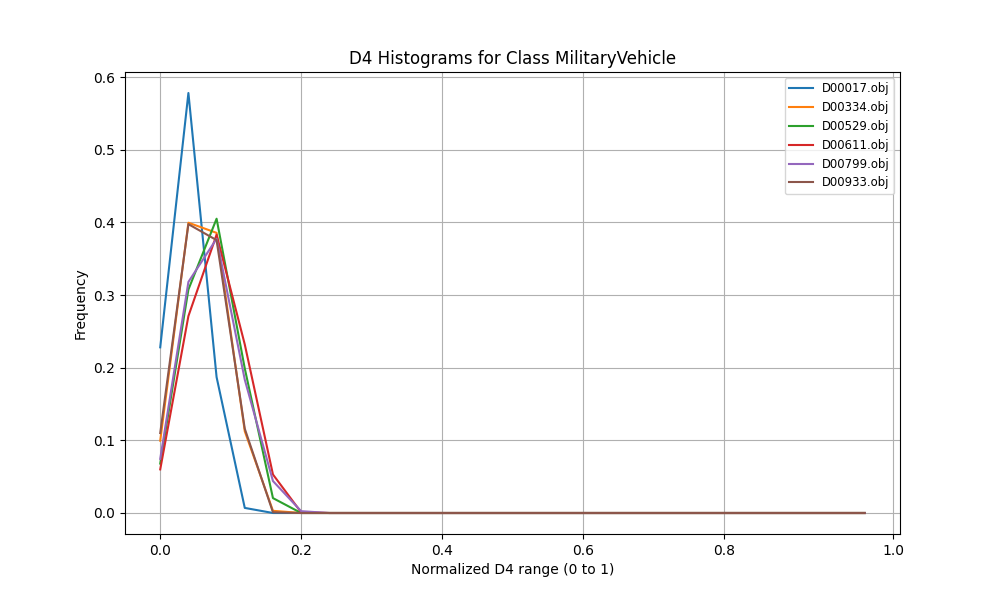 D4 Histograms for Class MilitaryVehicle
0.6
0.5
0.4
0.3
0.2
0.1
0.0
Frequency
D00017.obj
D00334.obj
D00529.obj
D00611.obj
D00799.obj
D00933.obj
0.0 0.2 0.4 0.6 0.8 1.0
Normalized D4 range (0 to 1)